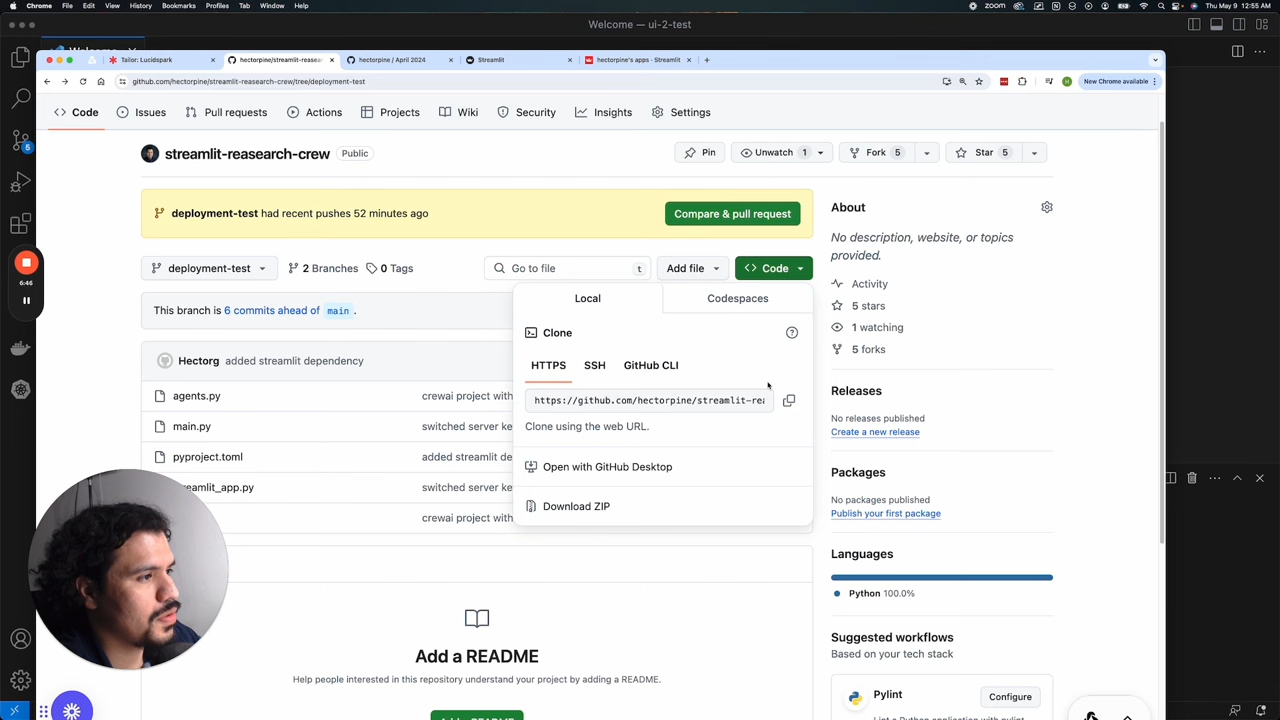 Chrome File Edit View History Bookmarks Profiles Tab Window Help
ZOOM
Thu May 9 12:55 AM
Welcome — ui-2-test
Tailor: Lucidspark
hectorpine/streamlit-reasear
hectorpine / April 2024
Streamlit
hectorpine's apps · Streamlit
github.com/hectorpine/streamlit-reasearch-crew/tree/deployment-test
New Chrome available
Code
Issues
Pull requests
Actions
Projects
Wiki
Security
Insights
Settings
streamlit-reasearch-crew
Public
Pin
Unwatch 1
Fork 5
Star 5
deployment-test had recent pushes 52 minutes ago
Compare & pull request
About
No description, website, or topics
provided.
deployment-test
2 Branches
0 Tags
Go to file
t
Add file
Code
Activity
5 stars
1 watching
5 forks
This branch is 6 commits ahead of main .
Local
Codespaces
Clone
HTTPS
SSH
GitHub CLI
https://github.com/hectorpine/streamlit-rea
Clone using the web URL.
Open with GitHub Desktop
Download ZIP
Hectorg added streamlit dependency
agents.py
crewai project with
main.py
switched server ke
pyproject.toml
added streamlit de
reamlit_app.py
switched server ke
crewai project with
Releases
No releases published
Create a new release
Packages
No packages published
Publish your first package
Languages
Python 100.0%
Suggested workflows
Based on your tech stack
Pylint
Configure
Add a README
Help people interested in this repository understand your project by adding a README.
5
6:46